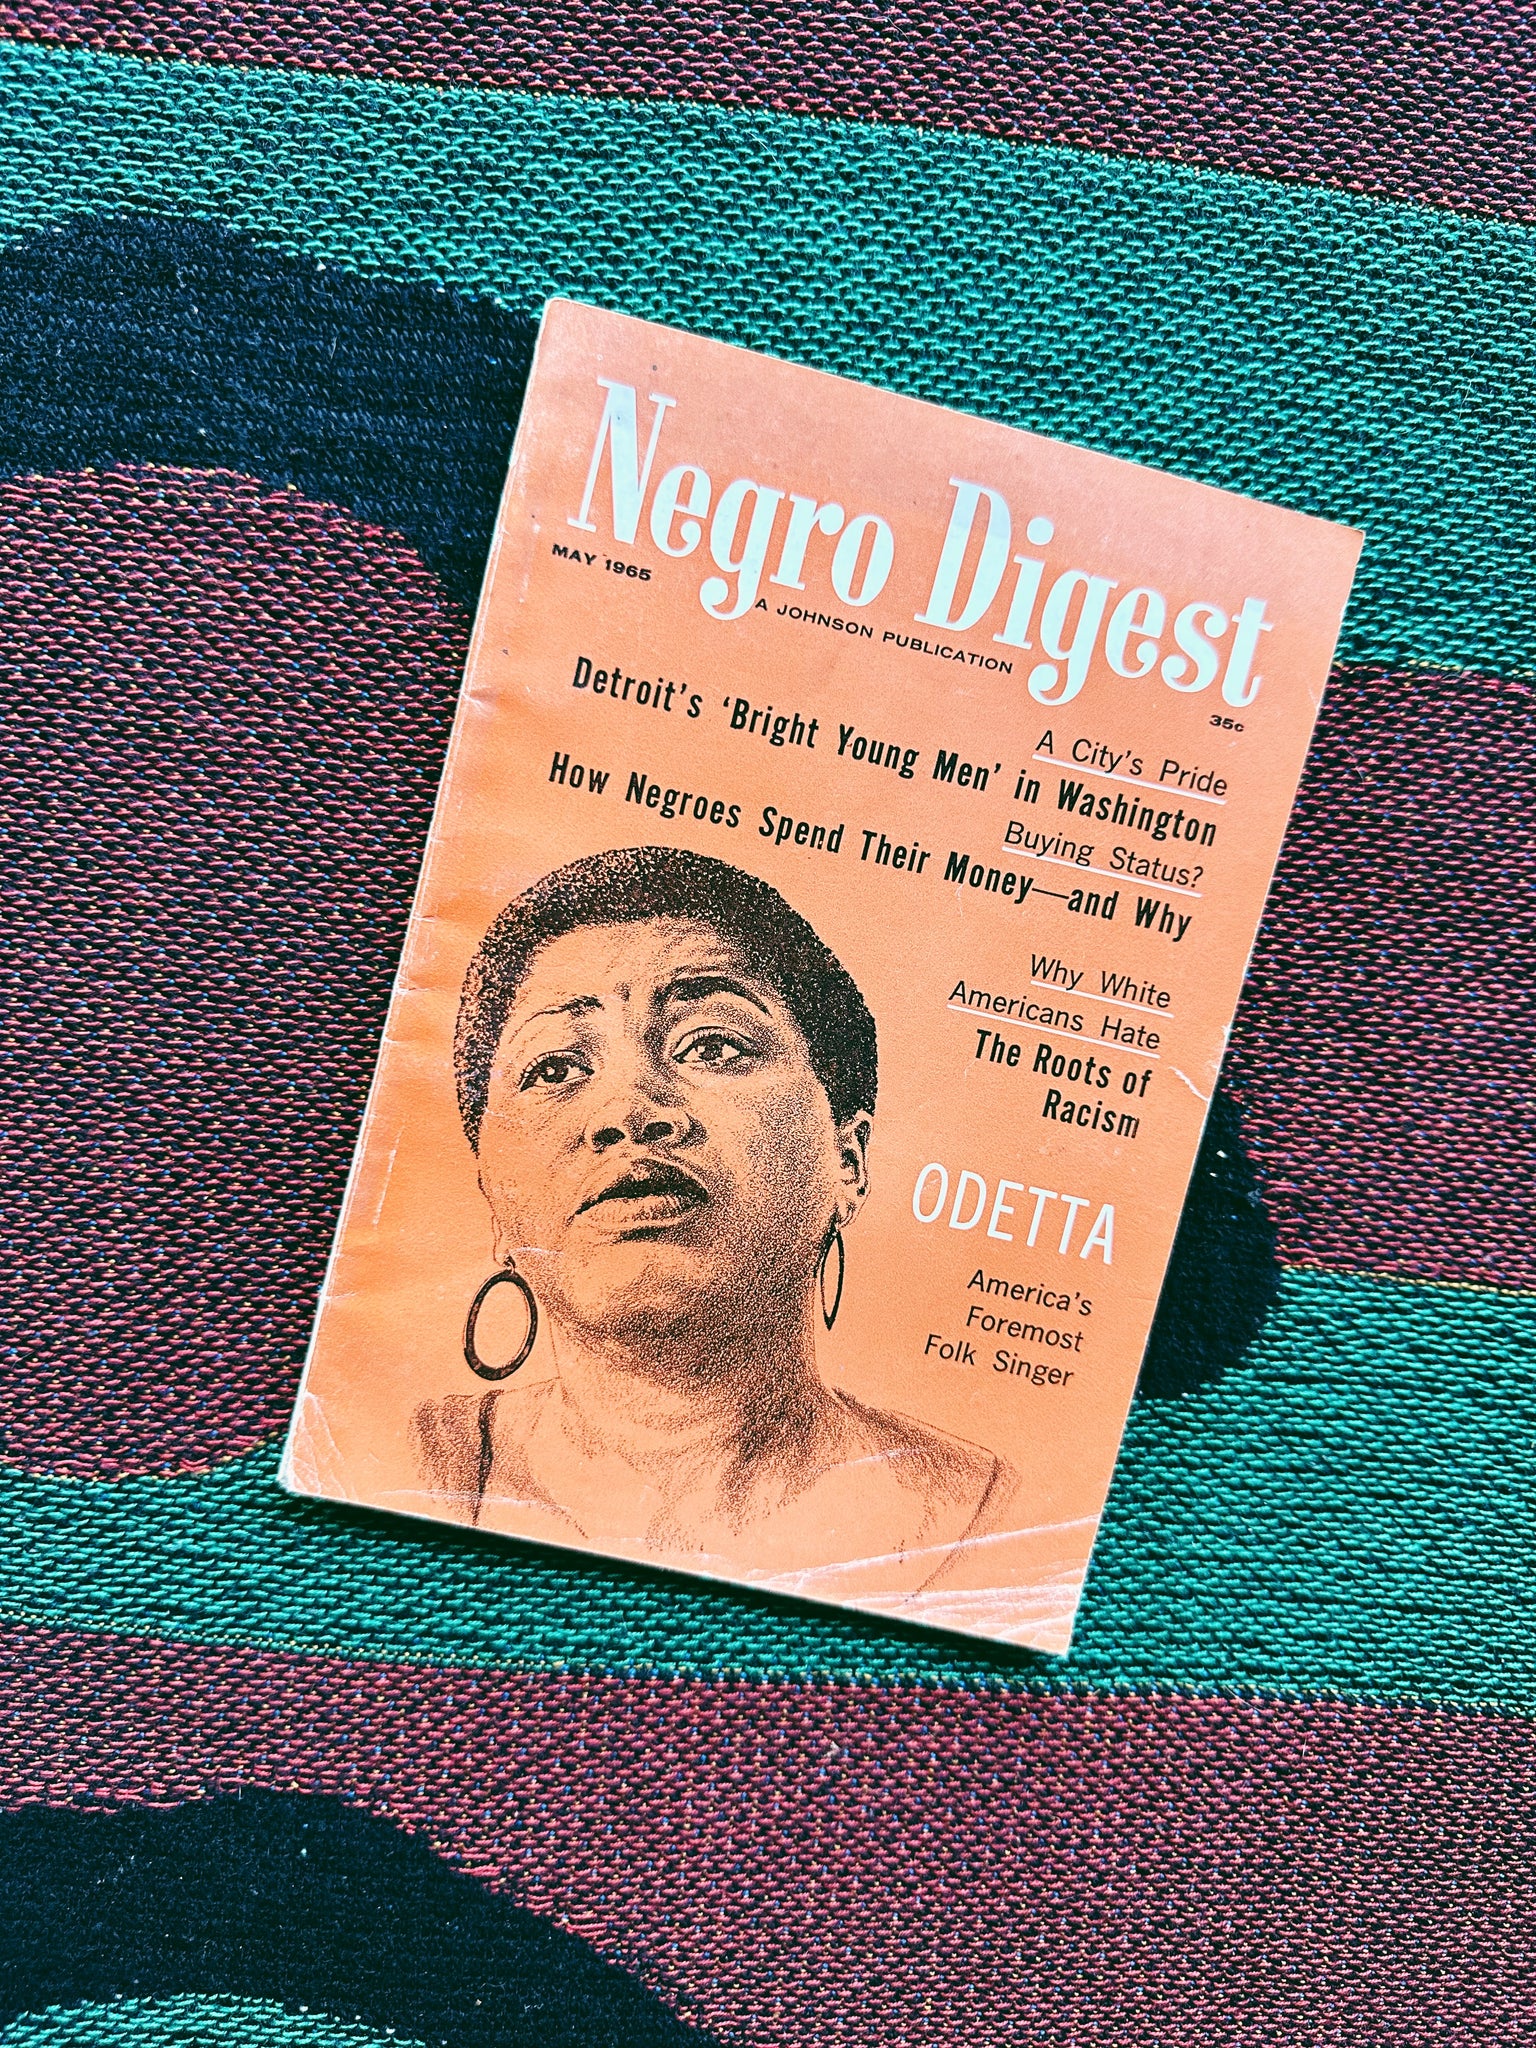 Negro Digest
MAY 1965
A JOHNSON PUBLICATION
35c
A City's Pride
Detroit's 'Bright Young Men' in Washington
Buying Status?
How Negroes Spend Their Money—and Why
Why White
Americans Hate
The Roots of
Racism
ODETTA
America's
Foremost
Folk Singer